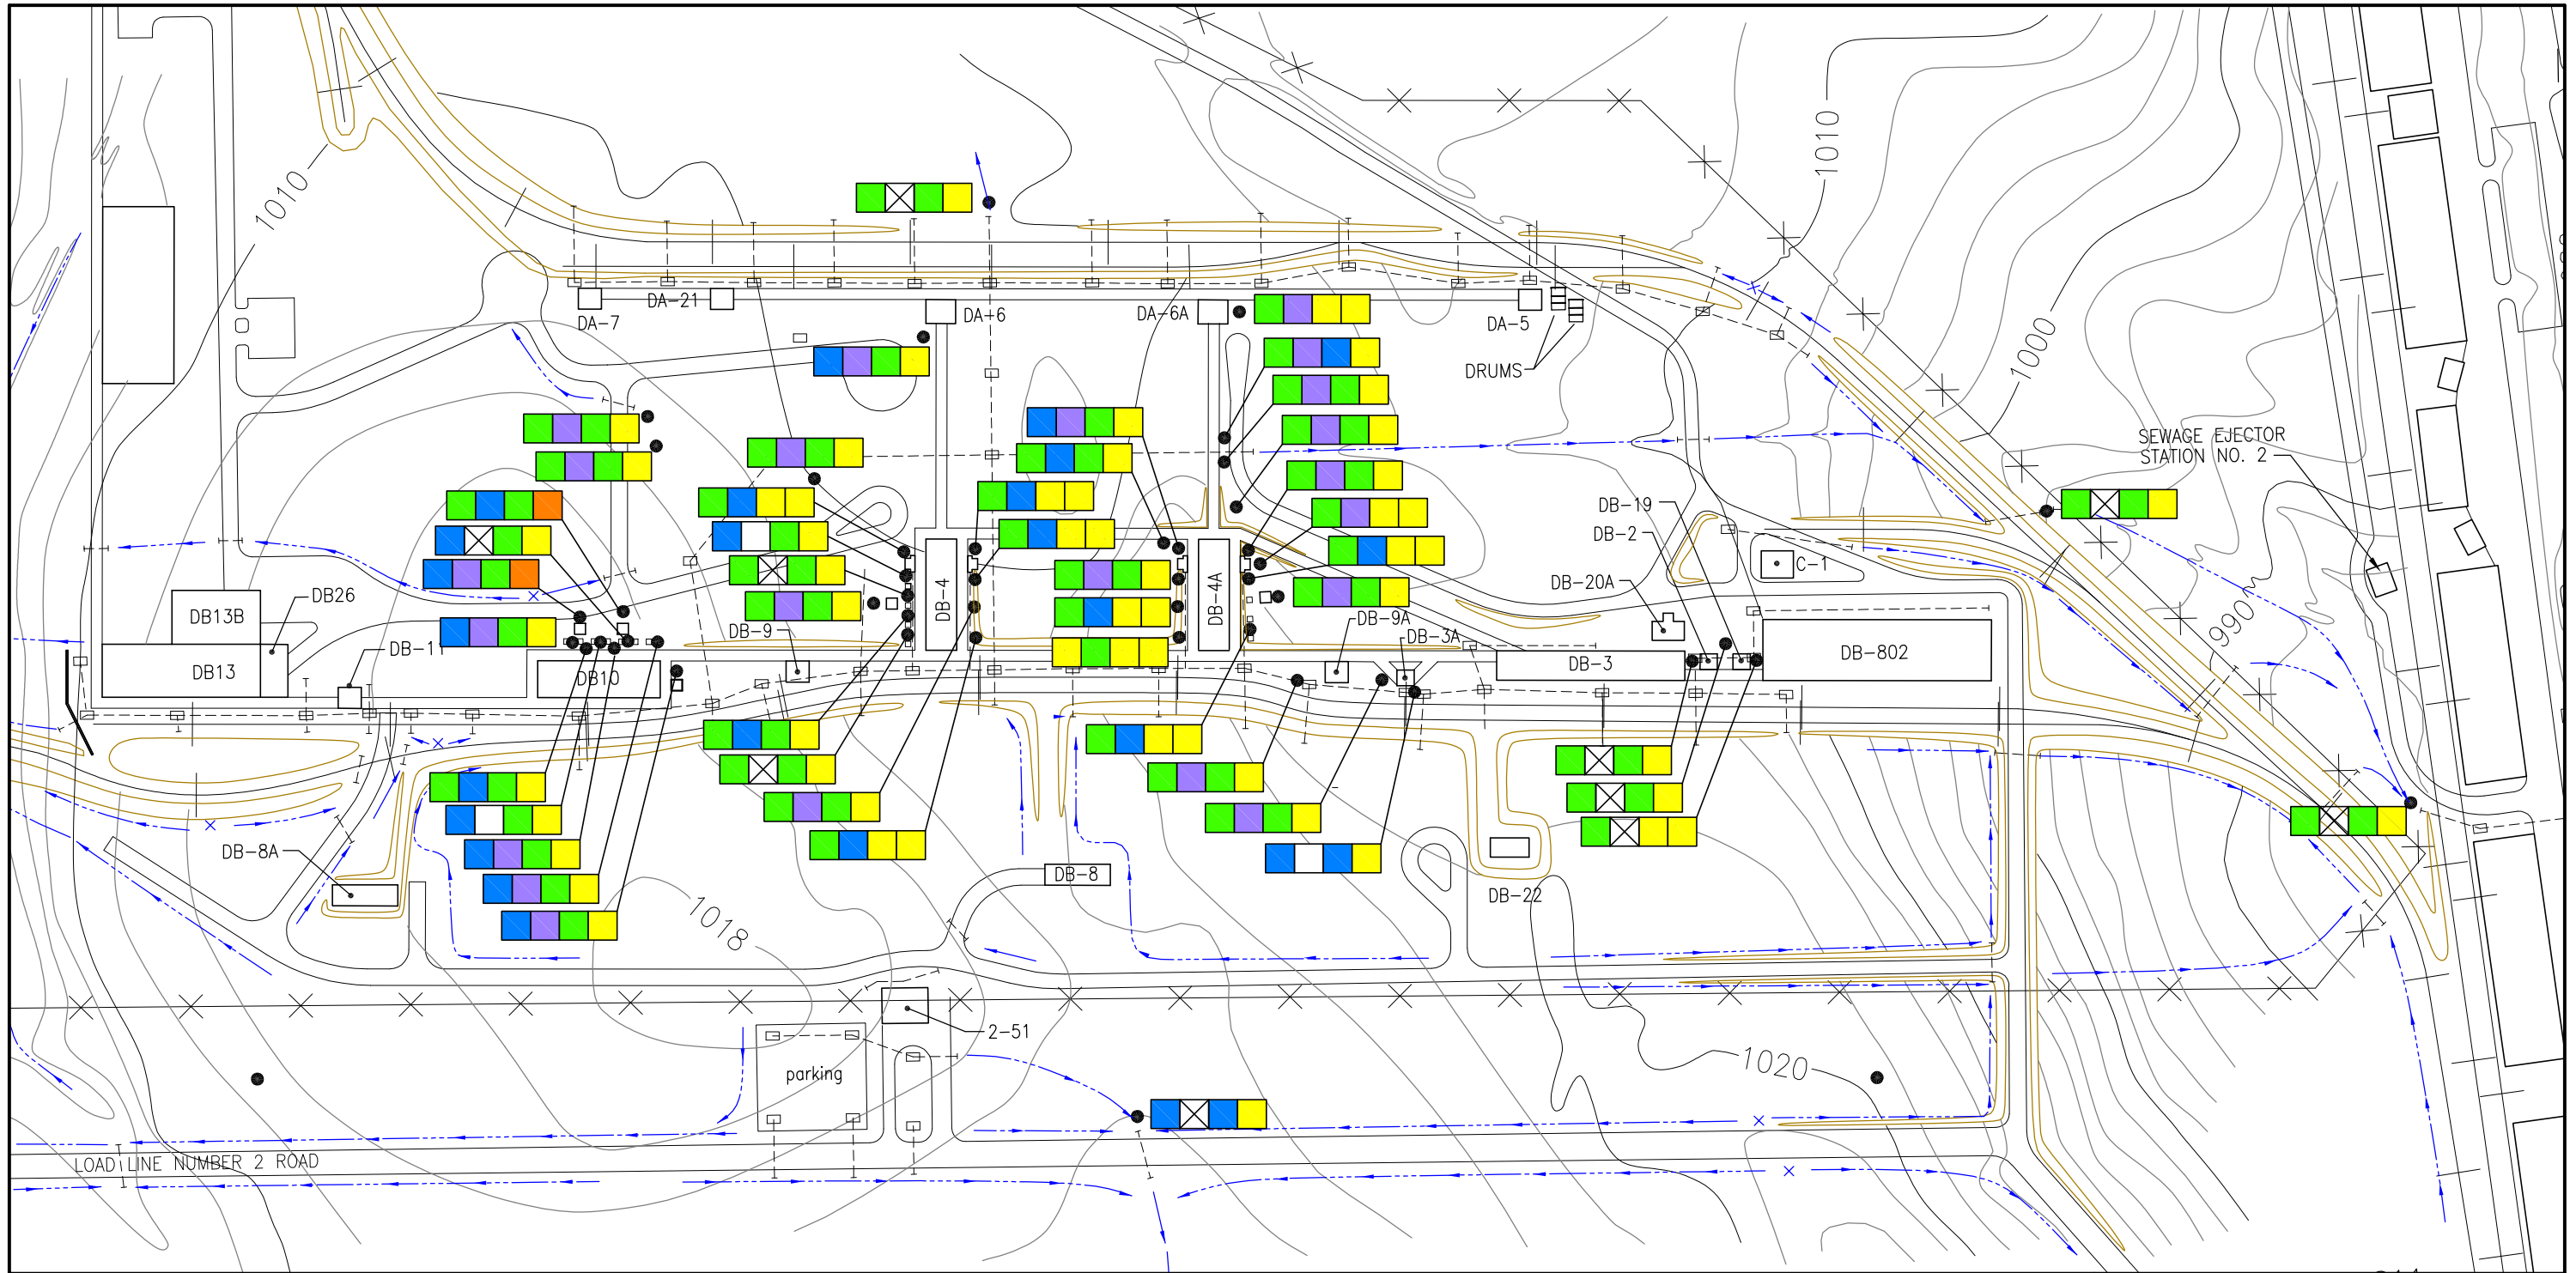 1010
1010
DA-21
DA-7
DA-6
DA-6A
DA-5
DRUMS
1000
SEWAGE EJECTOR
STATION NO. 2
DB-19
DB-2
DB-20A
C-1
DB-4
DB-4A
DB13B
DB26
DB-11
DB13
DB10
DB-9
DB-9A
DB-3A
DB-3
DB-802
990
DB-8A
DB-8
DB-22
1018
2-51
parking
1020
LOAD LINE NUMBER 2 ROAD